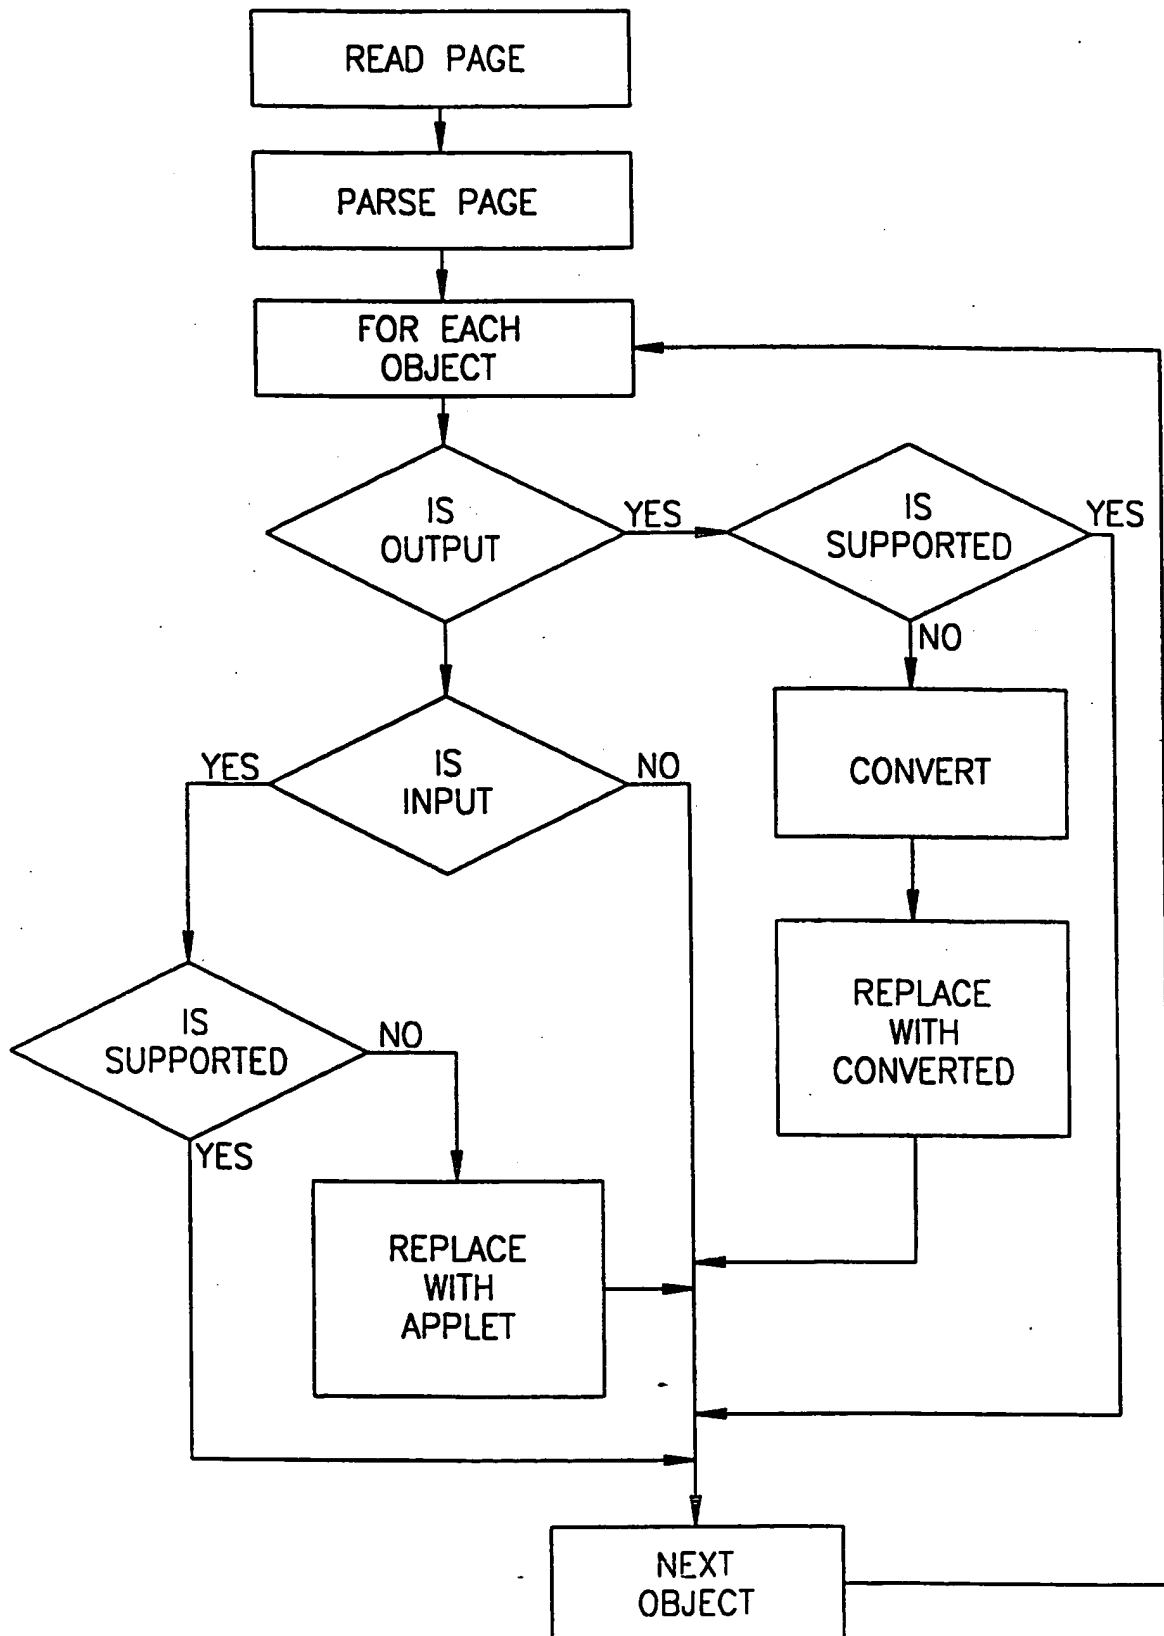 READ PAGE
PARSE PAGE
FOR EACH
OBJECT
IS
OUTPUT
YES
IS
SUPPORTED
YES
NO
IS
INPUT
YES
NO
CONVERT
REPLACE
WITH
CONVERTED
IS
SUPPORTED
NO
YES
REPLACE
WITH
APPLET
NEXT
OBJECT